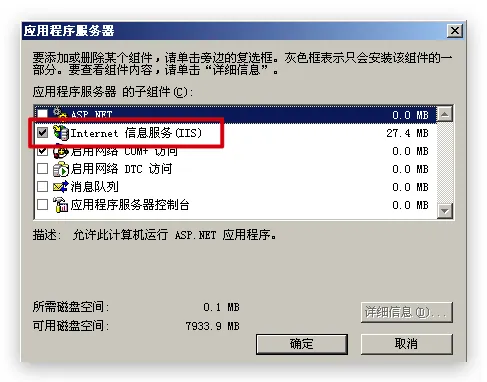 应用程序服务器
要添加或删除某个组件，请单击旁边的复选框。灰色框表示只会安装该组件的一
部分。要查看组件内容，请单击“详细信息”。
应用程序服务器 的子组件(C):
ASP.NET 0.0 MB
Internet 信息服务(IIS) 27.4 MB
启用网络 COM+ 访问 0.0 MB
启用网络 DTC 访问 0.0 MB
消息队列 0.0 MB
应用程序服务器控制台 0.0 MB
描述: 允许此计算机运行 ASP.NET 应用程序。
所需磁盘空间: 0.1 MB
详细信息(D)...
可用磁盘空间: 7933.9 MB
确定 取消